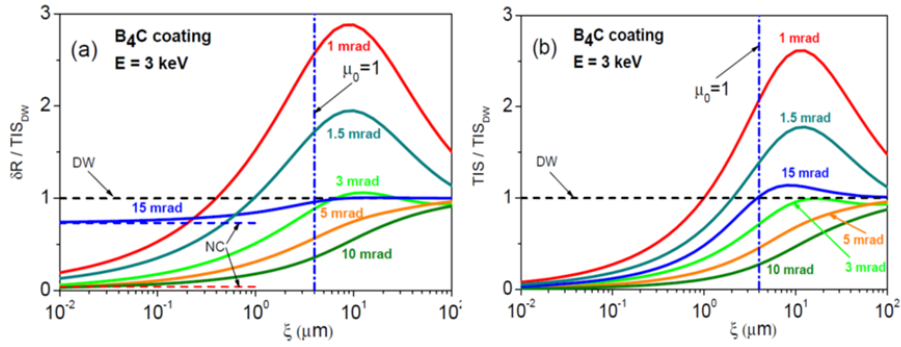 (a)
B₄C coating
E = 3 keV
1 mrad
μ₀=1
1.5 mrad
DW
3 mrad
15 mrad
5 mrad
NC
10 mrad
3
2
1
0
δR / TIS_DW
10⁻² 10⁻¹ 10⁰ 10¹ 10²
ξ (μm)
(b)
B₄C coating
E = 3 keV
1 mrad
μ₀=1
1.5 mrad
DW
15 mrad
5 mrad
3 mrad
10 mrad
3
2
1
0
TIS / TIS_DW
10⁻² 10⁻¹ 10⁰ 10¹ 10²
ξ (μm)